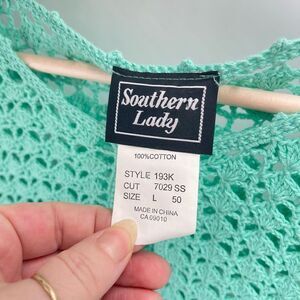 Southern
Lady
100%COTTON
STYLE 193K
CUT 7029 SS
SIZE L 50
MADE IN CHINA
CA 09010